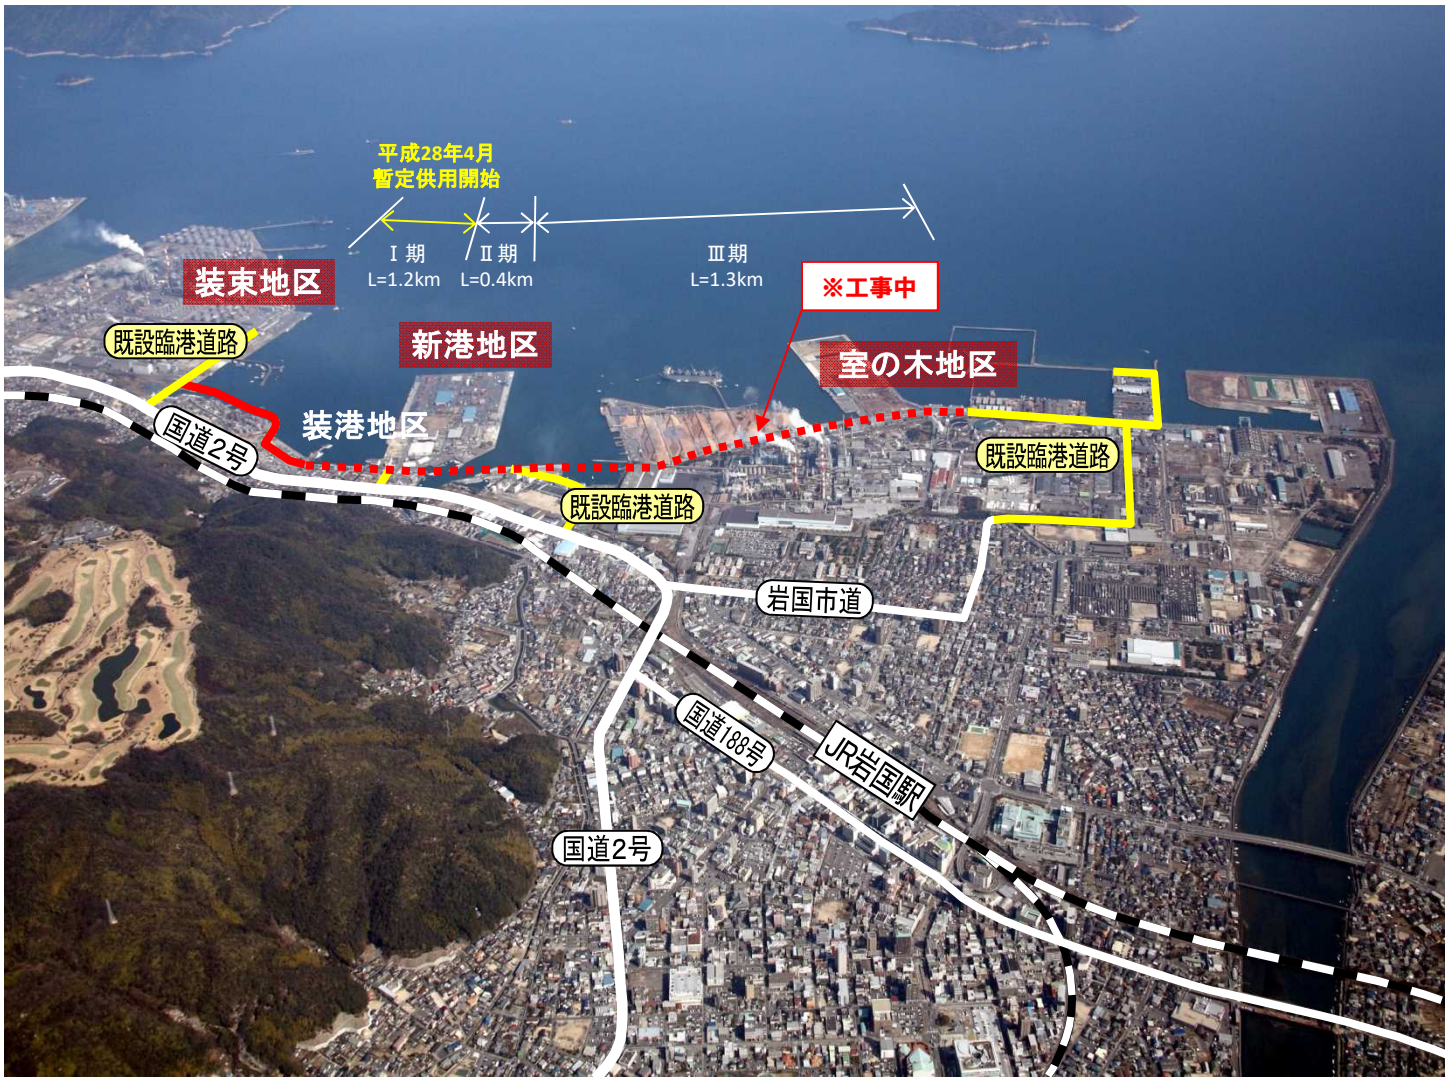 平成28年4月
暫定供用開始
Ⅰ期
L=1.2km
Ⅱ期
L=0.4km
Ⅲ期
L=1.3km
装束地区
※工事中
既設臨港道路
新港地区
室の木地区
装港地区
国道2号
既設臨港道路
既設臨港道路
岩国市道
国道188号
JR岩国駅
国道2号